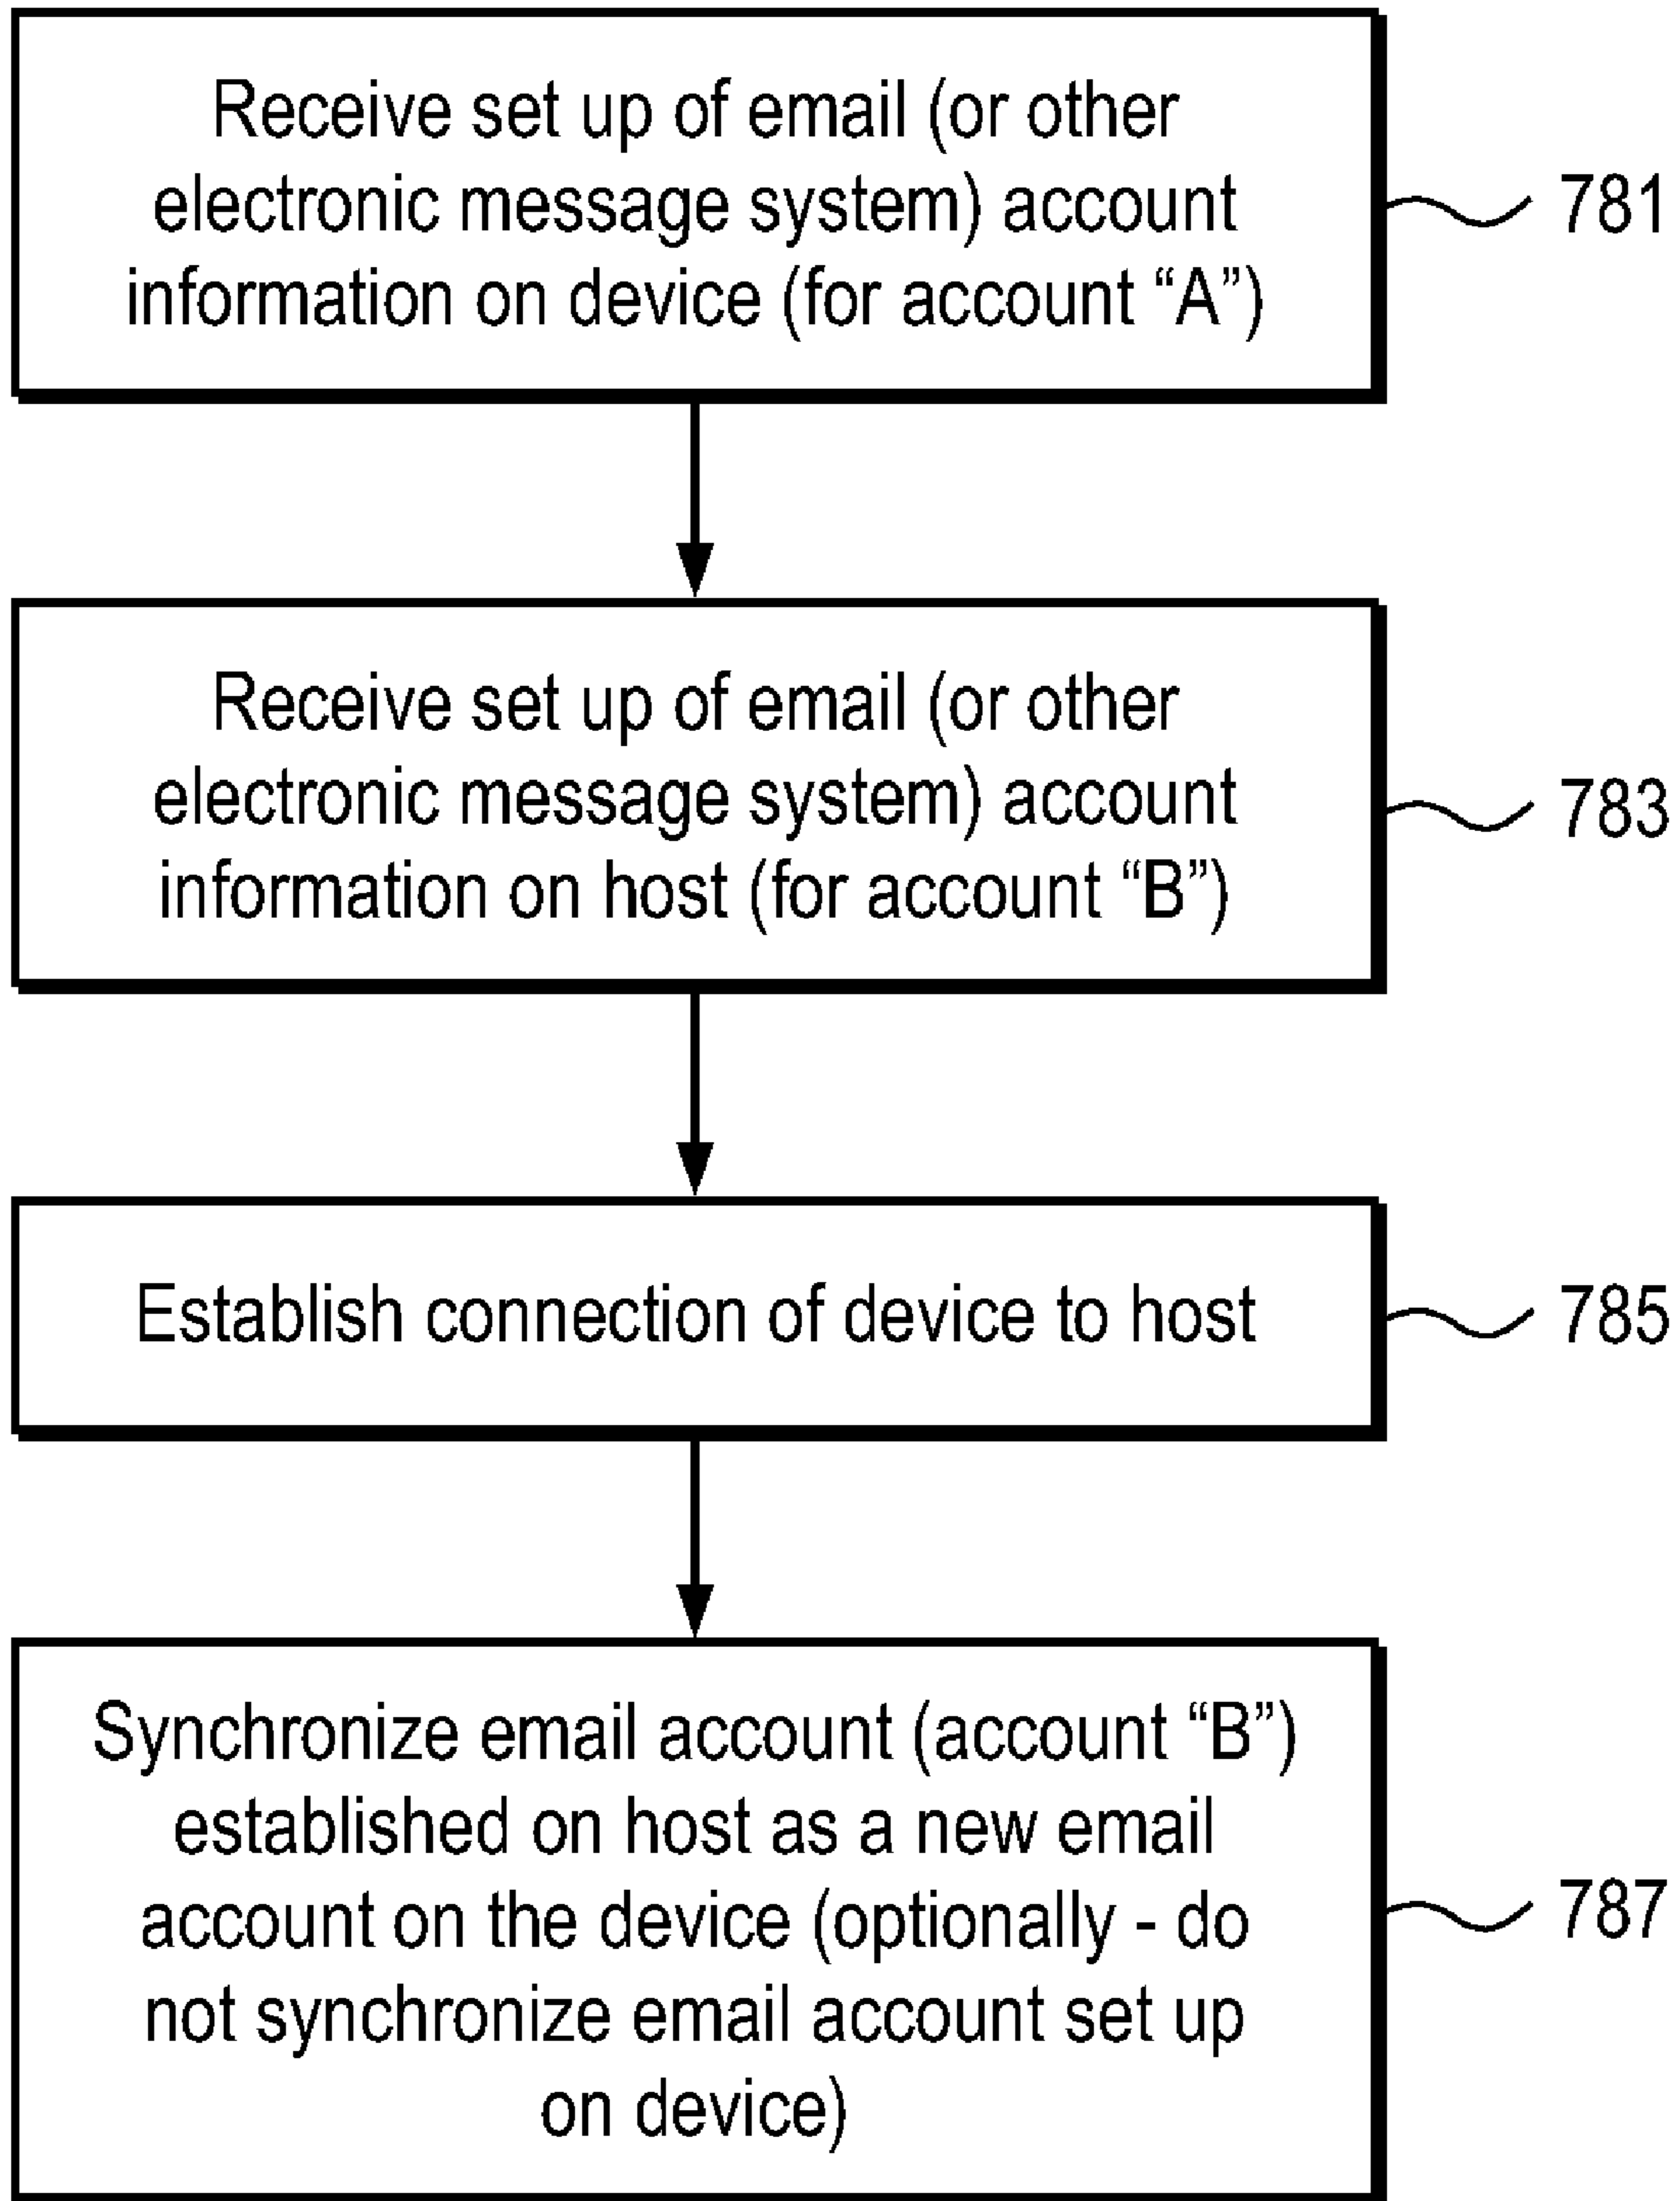 Receive set up of email (or other
electronic message system) account
information on device (for account “A”)
781
Receive set up of email (or other
electronic message system) account
information on host (for account “B”)
783
Establish connection of device to host
785
Synchronize email account (account “B”)
established on host as a new email
account on the device (optionally - do
not synchronize email account set up
on device)
787